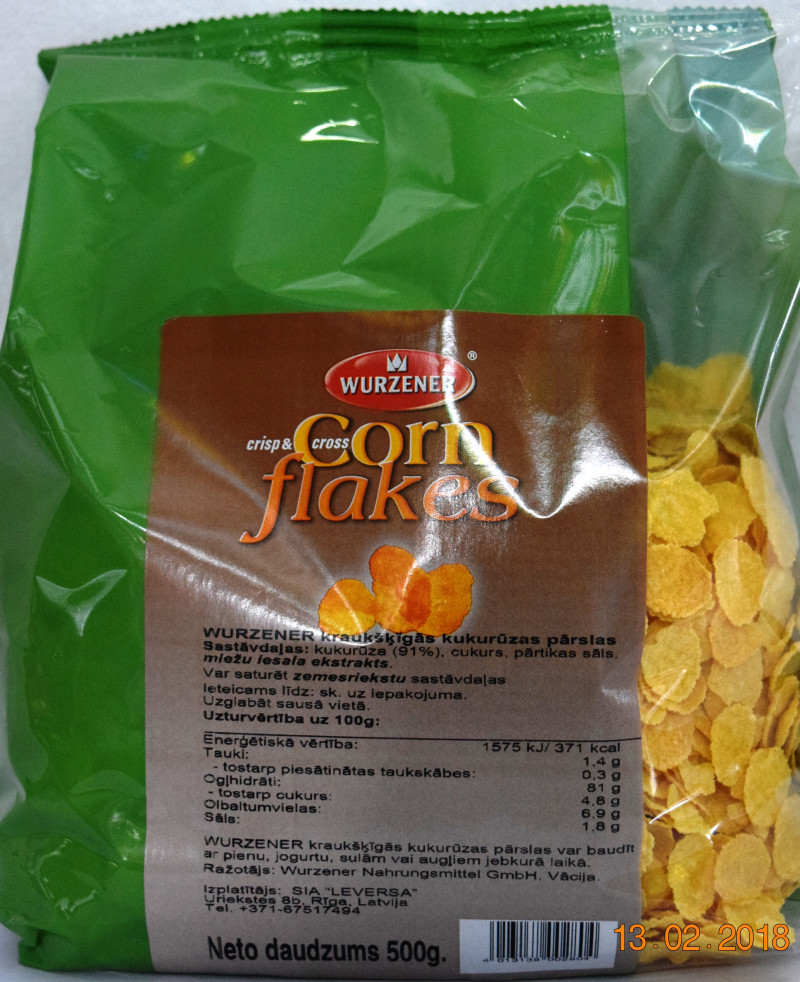 WURZENER ®
crisp & cross Corn
flakes
WURZENER kraukšķīgās kukurūzas pārslas
Sastāvdaļas: kukurūza (91%), cukurs, pārtikas sāls,
miežu iesala ekstrakts.
Var saturēt zemesriekstu sastāvdaļas
Ieteicams līdz: sk. uz iepakojuma.
Uzglabāt sausā vietā.
Uzturvērtība uz 100g:
Enerģētiskā vērtība: 1575 kJ/ 371 kcal
Tauki: 1,4 g
- tostarp piesātinātas taukskābes: 0,3 g
Ogļhidrāti: 81 g
- tostarp cukurs: 4,8 g
Olbaltumvielas: 6,9 g
Sāls: 1,8 g
WURZENER kraukšķīgās kukurūzas pārslas var baudīt
ar pienu, jogurtu, sulām vai augļiem jebkurā laikā.
Ražotājs: Wurzener Nahrungsmittel GmbH, Vācija.
Izplatītājs: SIA "LEVERSA"
Uriekstes 8b, Rīga, Latvija
Tel. +371-67517494
Neto daudzums 500g.
13.02.2018